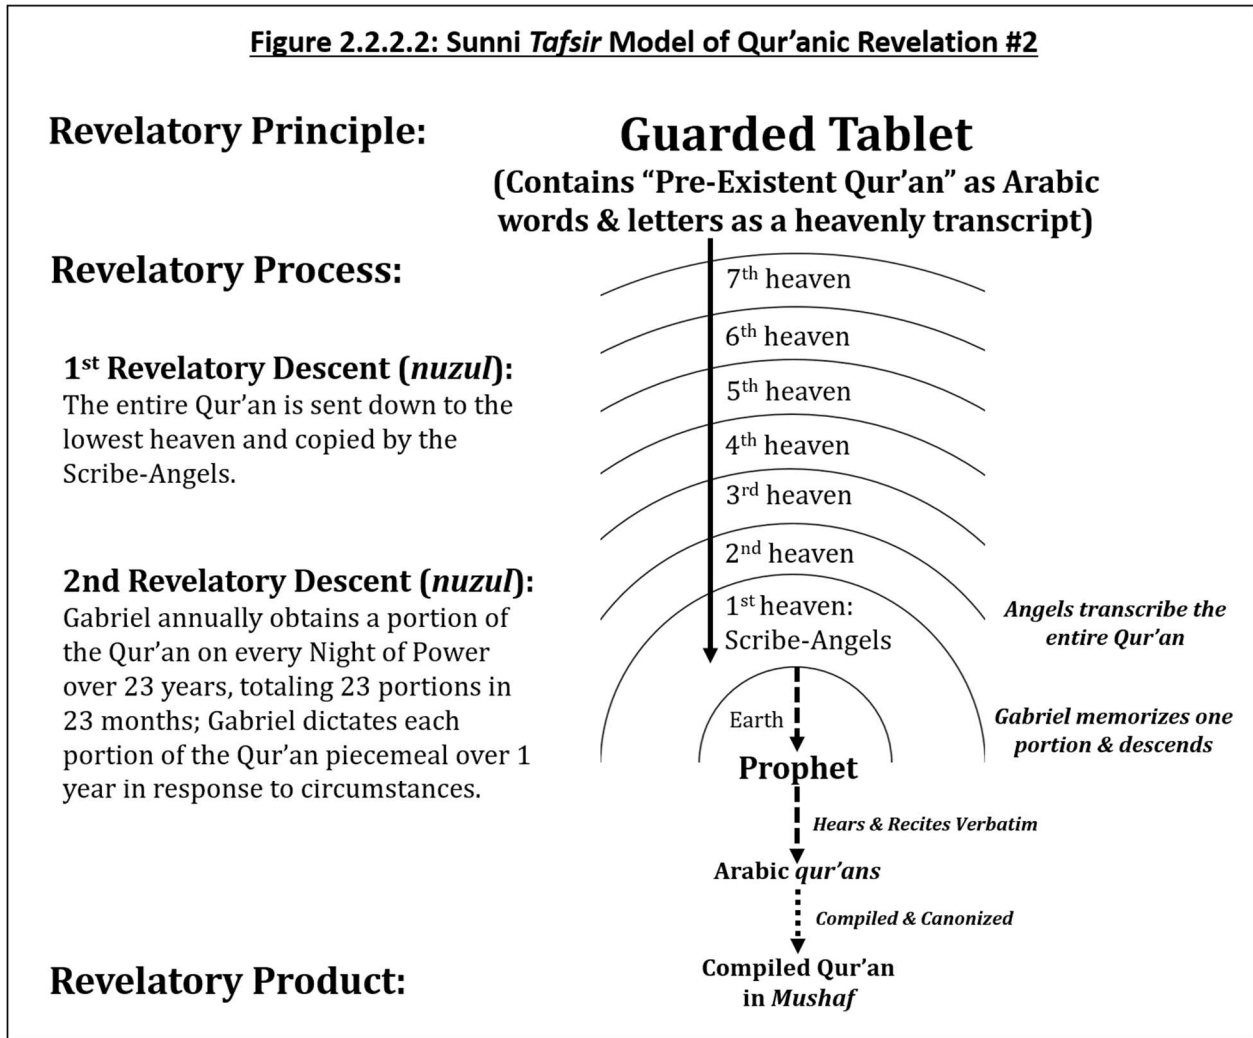 Figure 2.2.2.2: Sunni Tafsir Model of Qur’anic Revelation #2
Revelatory Principle:
Guarded Tablet
(Contains “Pre-Existent Qur’an” as Arabic
words & letters as a heavenly transcript)
Revelatory Process:
7th heaven
6th heaven
5th heaven
4th heaven
3rd heaven
2nd heaven
1st heaven:
Scribe-Angels
1st Revelatory Descent (nuzul):
The entire Qur’an is sent down to the
lowest heaven and copied by the
Scribe-Angels.
Angels transcribe the
entire Qur’an
2nd Revelatory Descent (nuzul):
Gabriel annually obtains a portion of
the Qur’an on every Night of Power
over 23 years, totaling 23 portions in
23 months; Gabriel dictates each
portion of the Qur’an piecemeal over 1
year in response to circumstances.
Earth
Gabriel memorizes one
portion & descends
Prophet
Hears & Recites Verbatim
Arabic qur’ans
Compiled & Canonized
Revelatory Product:
Compiled Qur’an
in Mushaf